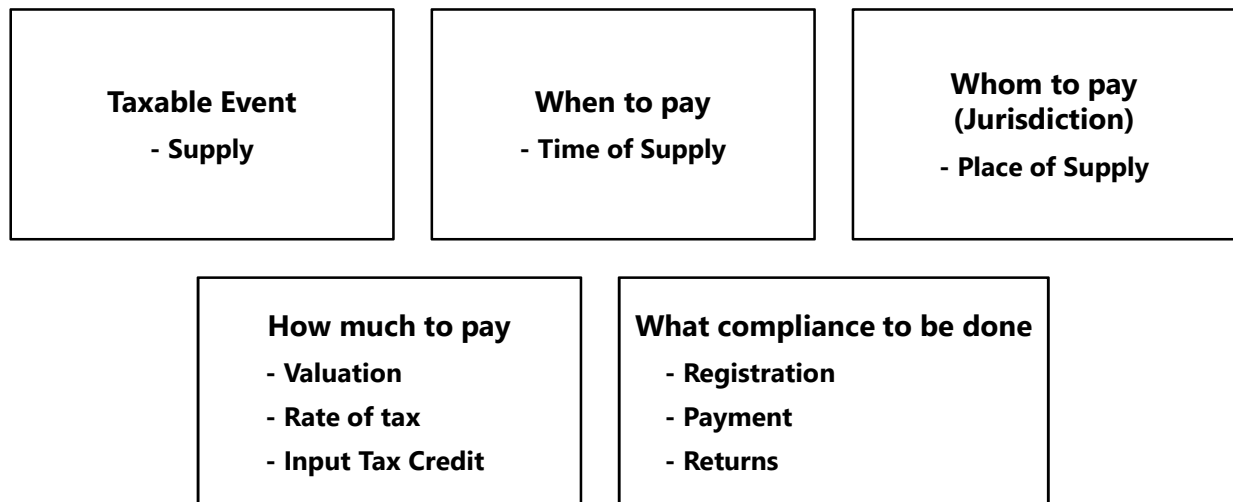 Taxable Event
- Supply
When to pay
- Time of Supply
Whom to pay
(Jurisdiction)
- Place of Supply
How much to pay
- Valuation
- Rate of tax
- Input Tax Credit
What compliance to be done
- Registration
- Payment
- Returns